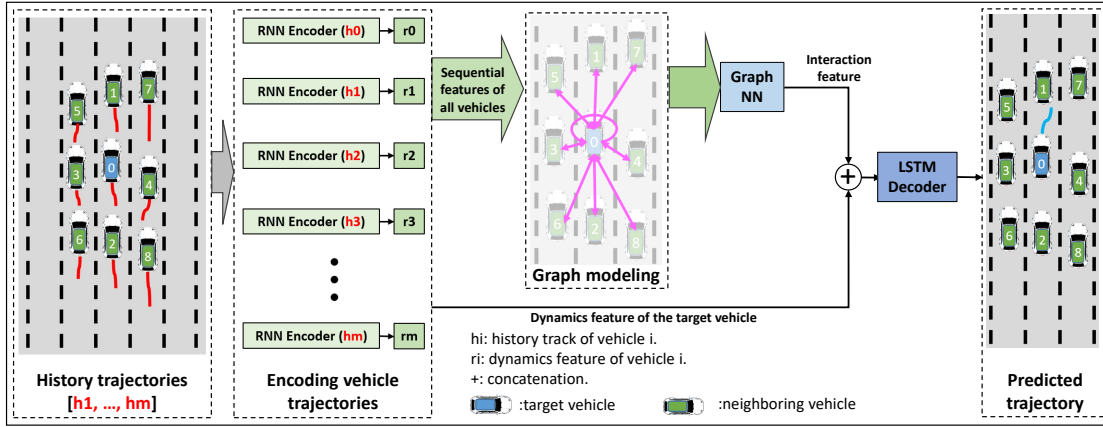 5
1
7
3
0
4
6
2
8
History trajectories
[h1, …, hm]
RNN Encoder (h0)
r0
RNN Encoder (h1)
r1
RNN Encoder (h2)
r2
RNN Encoder (h3)
r3
RNN Encoder (hm)
rm
Encoding vehicle
trajectories
Sequential
features of
all vehicles
5
1
7
3
0
4
6
2
8
Graph modeling
Graph
NN
Interaction
feature
+
LSTM
Decoder
Dynamics feature of the target vehicle
hi: history track of vehicle i.
ri: dynamics feature of vehicle i.
+: concatenation.
:target vehicle
:neighboring vehicle
5
1
7
3
0
4
6
2
8
Predicted
trajectory